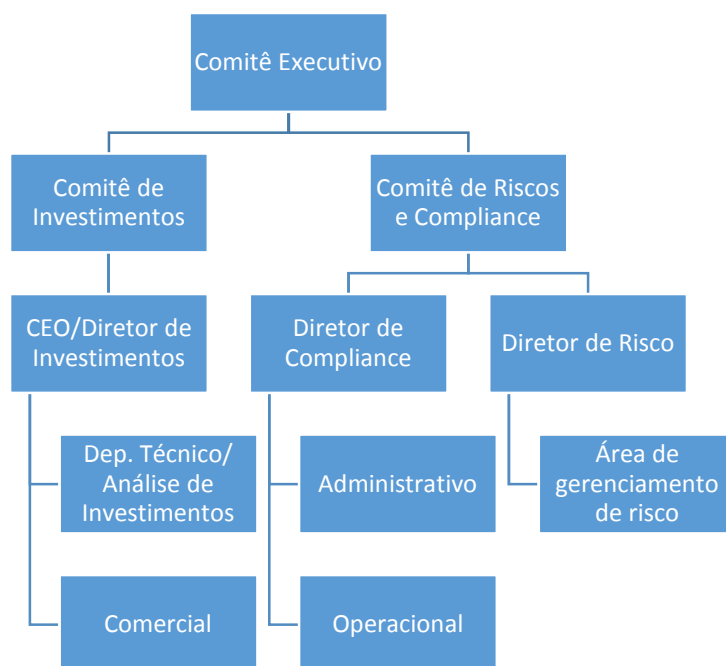 Comitê Executivo
Comitê de
Investimentos
Comitê de Riscos
e Compliance
CEO/Diretor de
Investimentos
Diretor de
Compliance
Diretor de Risco
Dep. Técnico/
Análise de
Investimentos
Administrativo
Área de
gerenciamento
de risco
Comercial
Operacional